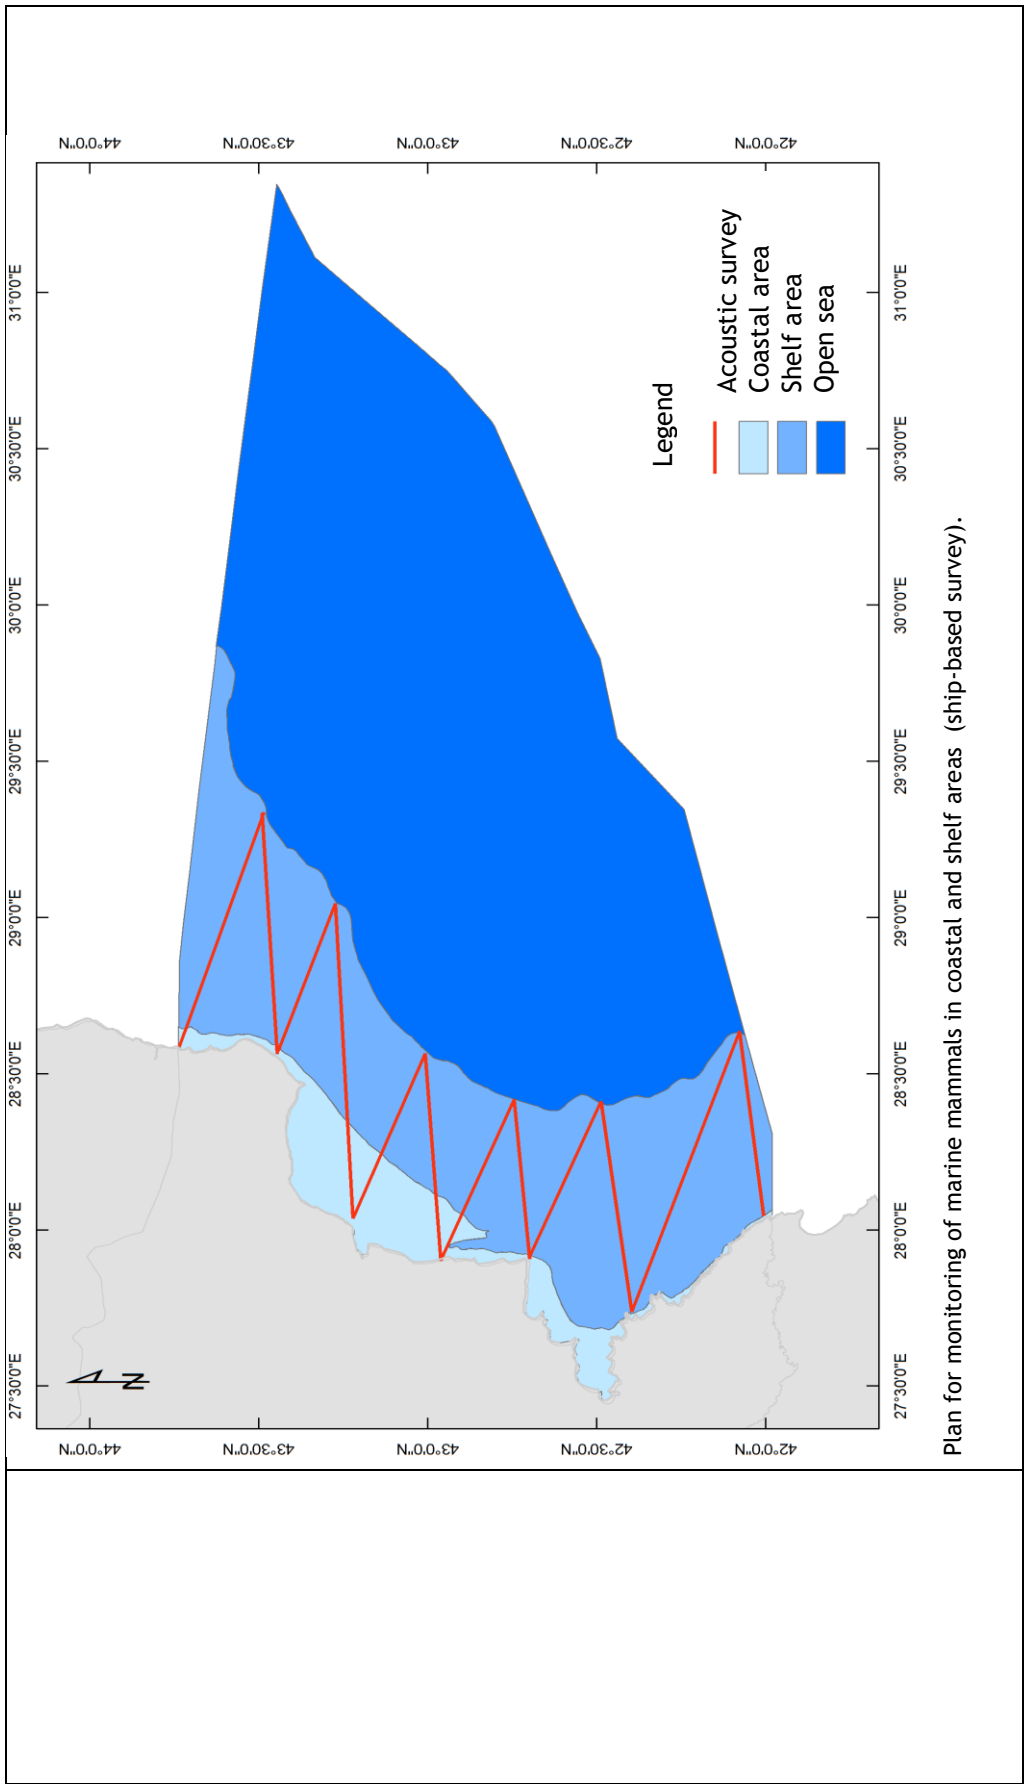 27°30'0"E 28°0'0"E 28°30'0"E 29°0'0"E 29°30'0"E 30°0'0"E 30°30'0"E 31°0'0"E
44°0'0"N 44°0'0"N
N
43°30'0"N 43°30'0"N
43°0'0"N 43°0'0"N
42°30'0"N 42°30'0"N
Legend
Acoustic survey
Coastal area
Shelf area
Open sea
42°0'0"N 42°0'0"N
27°30'0"E 28°0'0"E 28°30'0"E 29°0'0"E 29°30'0"E 30°0'0"E 30°30'0"E 31°0'0"E
Plan for monitoring of marine mammals in coastal and shelf areas (ship-based survey).